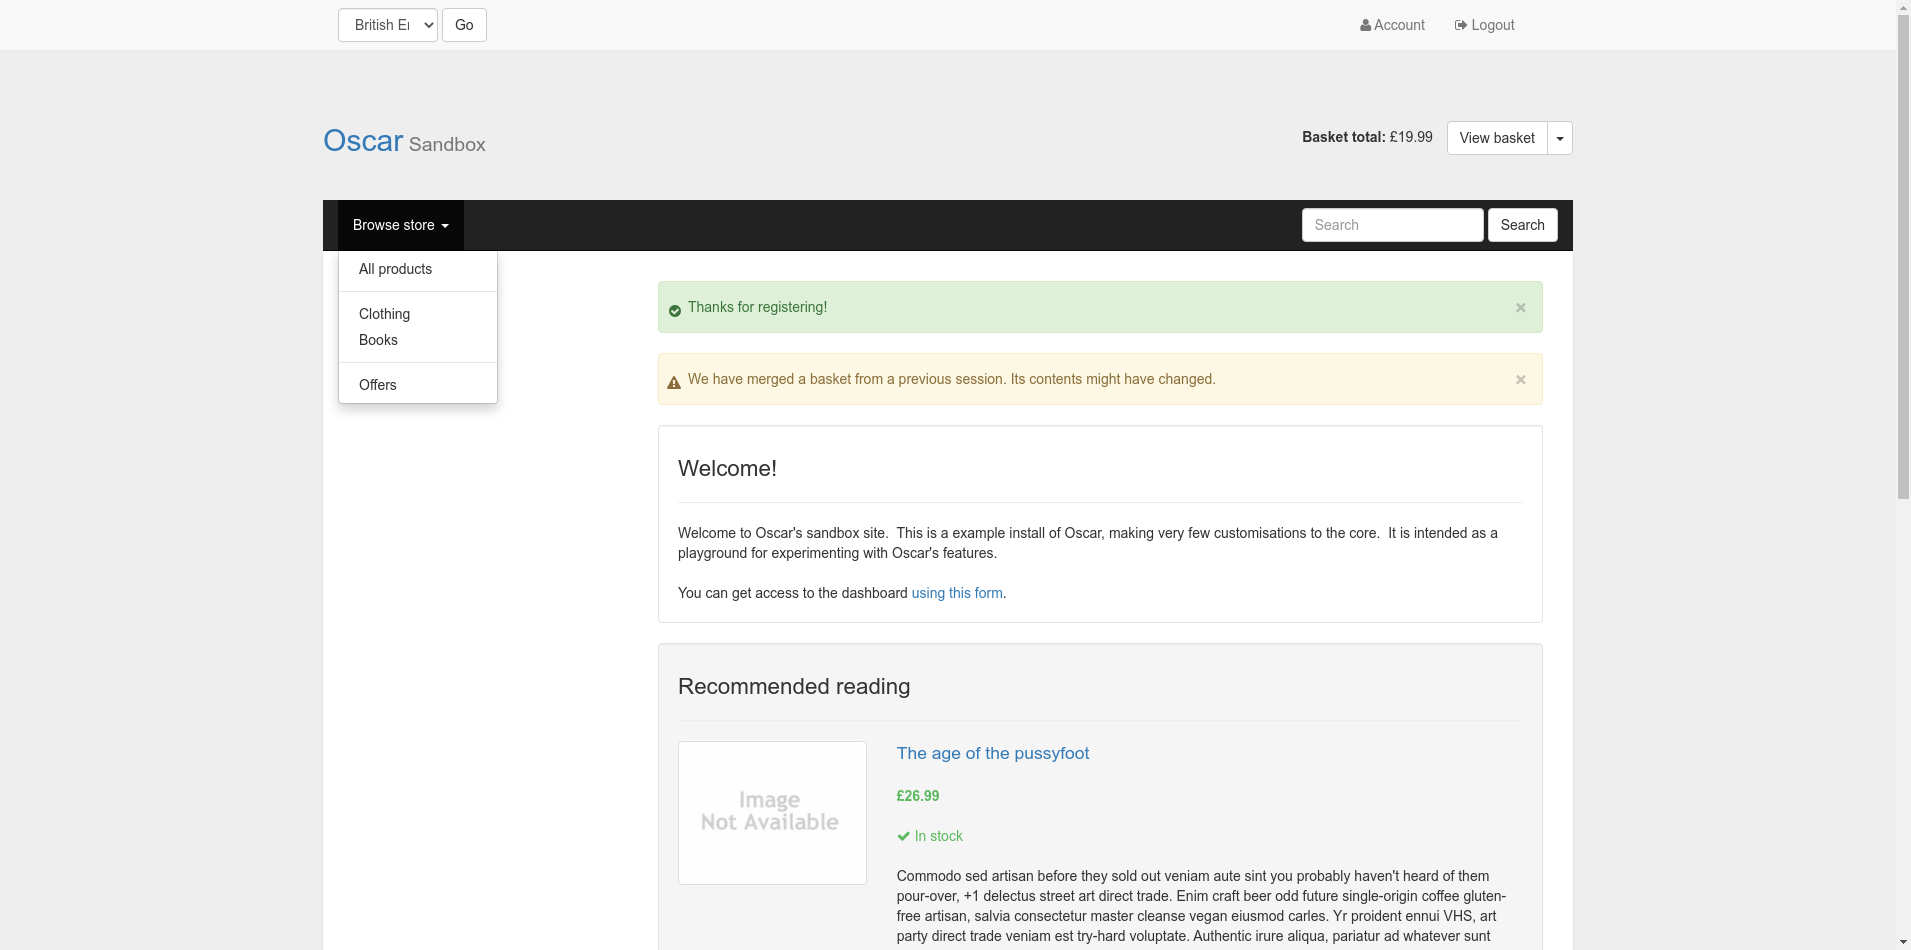 British Er
Go
Account
Logout
Oscar Sandbox
Basket total: £19.99
View basket
Browse store
Search
Search
All products
Clothing
Books
Offers
Thanks for registering!
×
We have merged a basket from a previous session. Its contents might have changed.
×
Welcome!
Welcome to Oscar's sandbox site.  This is a example install of Oscar, making very few customisations to the core.  It is intended as a
playground for experimenting with Oscar's features.
You can get access to the dashboard using this form.
Recommended reading
Image
Not Available
The age of the pussyfoot
£26.99
In stock
Commodo sed artisan before they sold out veniam aute sint you probably haven't heard of them
pour-over, +1 delectus street art direct trade. Enim craft beer odd future single-origin coffee gluten-
free artisan, salvia consectetur master cleanse vegan eiusmod carles. Yr proident ennui VHS, art
party direct trade veniam est try-hard voluptate. Authentic irure aliqua, pariatur ad whatever sunt